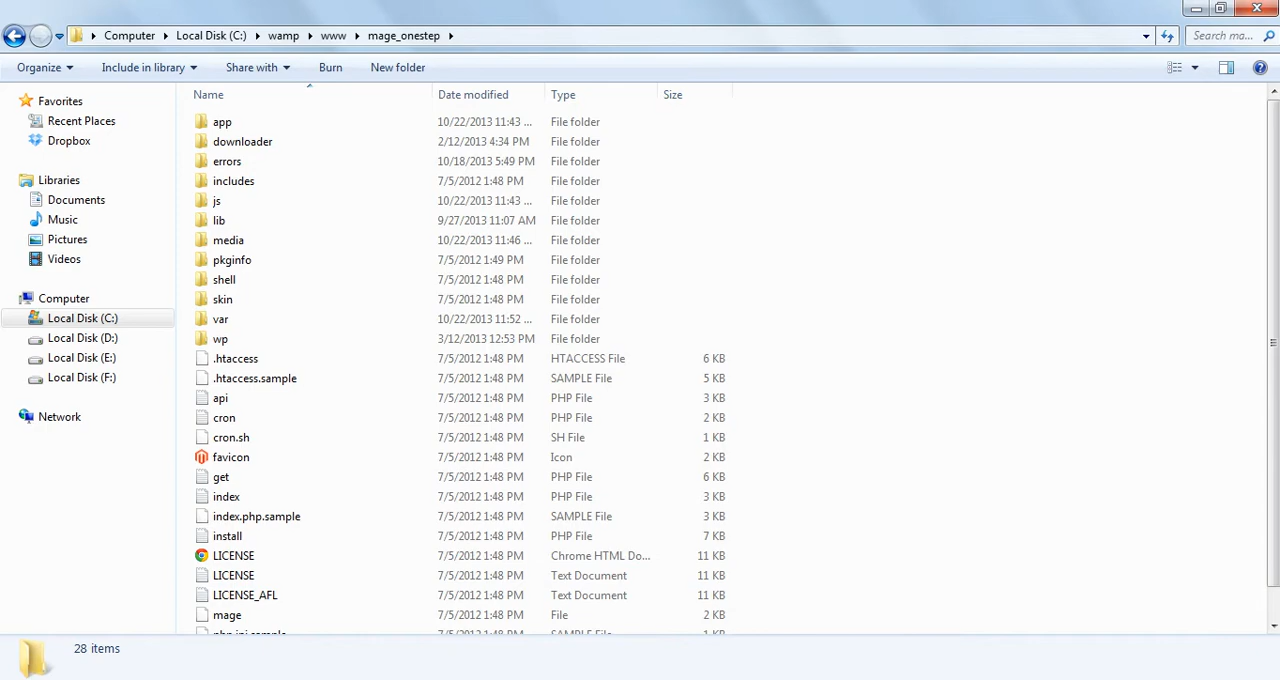 Computer Local Disk (C:) wamp www mage_onestep Search ma...
Organize Include in library Share with Burn New folder
Name Date modified Type Size
Favorites
Recent Places
Dropbox
Libraries
Documents
Music
Pictures
Videos
Computer
Local Disk (C:)
Local Disk (D:)
Local Disk (E:)
Local Disk (F:)
Network
app 10/22/2013 11:43 ... File folder
downloader 2/12/2013 4:34 PM File folder
errors 10/18/2013 5:49 PM File folder
includes 7/5/2012 1:48 PM File folder
js 10/22/2013 11:43 ... File folder
lib 9/27/2013 11:07 AM File folder
media 10/22/2013 11:46 ... File folder
pkginfo 7/5/2012 1:49 PM File folder
shell 7/5/2012 1:48 PM File folder
skin 7/5/2012 1:48 PM File folder
var 10/22/2013 11:52 ... File folder
wp 3/12/2013 12:53 PM File folder
.htaccess 7/5/2012 1:48 PM HTACCESS File 6 KB
.htaccess.sample 7/5/2012 1:48 PM SAMPLE File 5 KB
api 7/5/2012 1:48 PM PHP File 3 KB
cron 7/5/2012 1:48 PM PHP File 2 KB
cron.sh 7/5/2012 1:48 PM SH File 1 KB
favicon 7/5/2012 1:48 PM Icon 2 KB
get 7/5/2012 1:48 PM PHP File 6 KB
index 7/5/2012 1:48 PM PHP File 3 KB
index.php.sample 7/5/2012 1:48 PM SAMPLE File 3 KB
install 7/5/2012 1:48 PM PHP File 7 KB
LICENSE 7/5/2012 1:48 PM Chrome HTML Do... 11 KB
LICENSE 7/5/2012 1:48 PM Text Document 11 KB
LICENSE_AFL 7/5/2012 1:48 PM Text Document 11 KB
mage 7/5/2012 1:48 PM File 2 KB
php.ini.sample 7/5/2012 1:48 PM SAMPLE File 1 KB
28 items